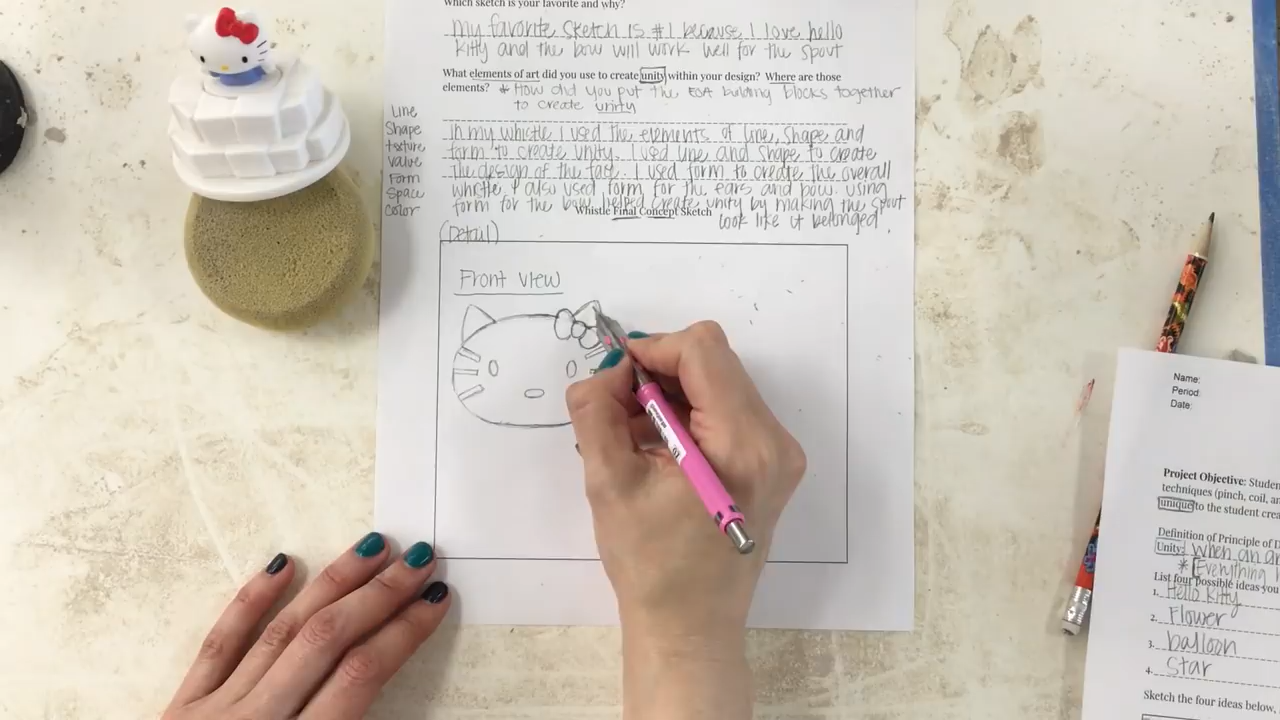 Which sketch is your favorite and why?
My favorite sketch is #1 because I love hello
kitty and the bow will work well for the spout
What elements of art did you use to create unity within your design? Where are those
elements? * How did you put the EOA building blocks together
to create unity
Line
Shape
texture
value
Form
Space
Color
In my whistle I used the elements of line, shape and
form to create unity. I used line and shape to create
the design of the face. I used form to create the overall
whistle. I also used form for the ears and bow. using
form for the bow helped create unity by making the spout
look like it belonged.
Whistle Final Concept Sketch
(Detail)
Front view
Name:
Period:
Date:
Project Objective: Studen
techniques (pinch, coil, an
unique to the student crea
Definition of Principle of D
Unity: when an ar
* Everything
List four possible ideas you
1. Hello Kitty
2. Flower
3. balloon
4. Star
Sketch the four ideas below,